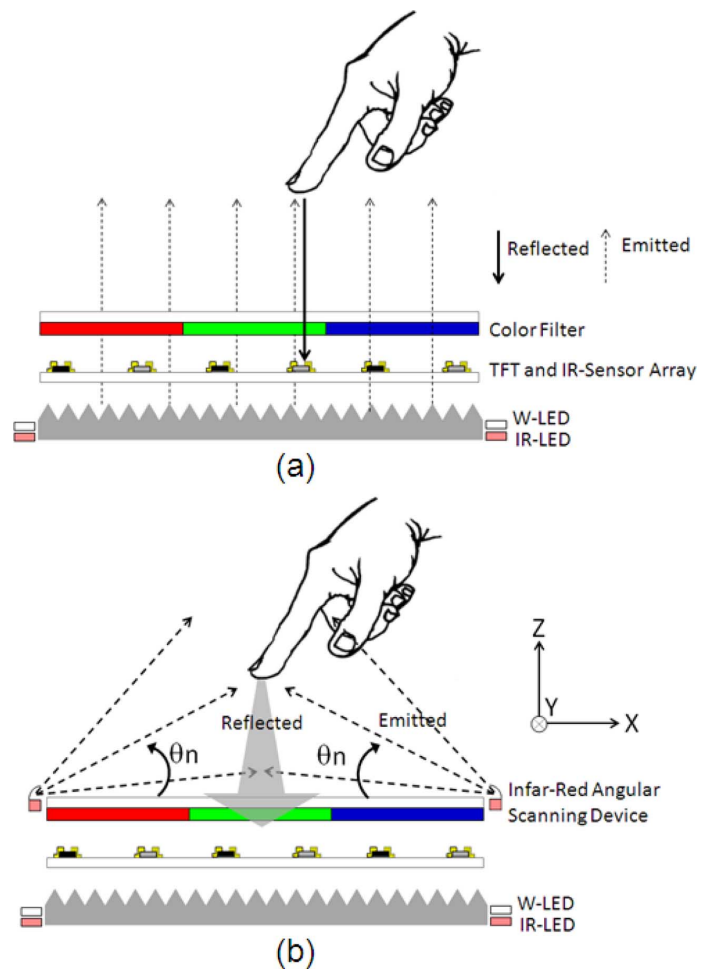 Reflected
Emitted
Color Filter
TFT and IR-Sensor Array
W-LED
IR-LED
(a)
Z
Y
X
Reflected
Emitted
θn
θn
Infar-Red Angular
Scanning Device
W-LED
IR-LED
(b)